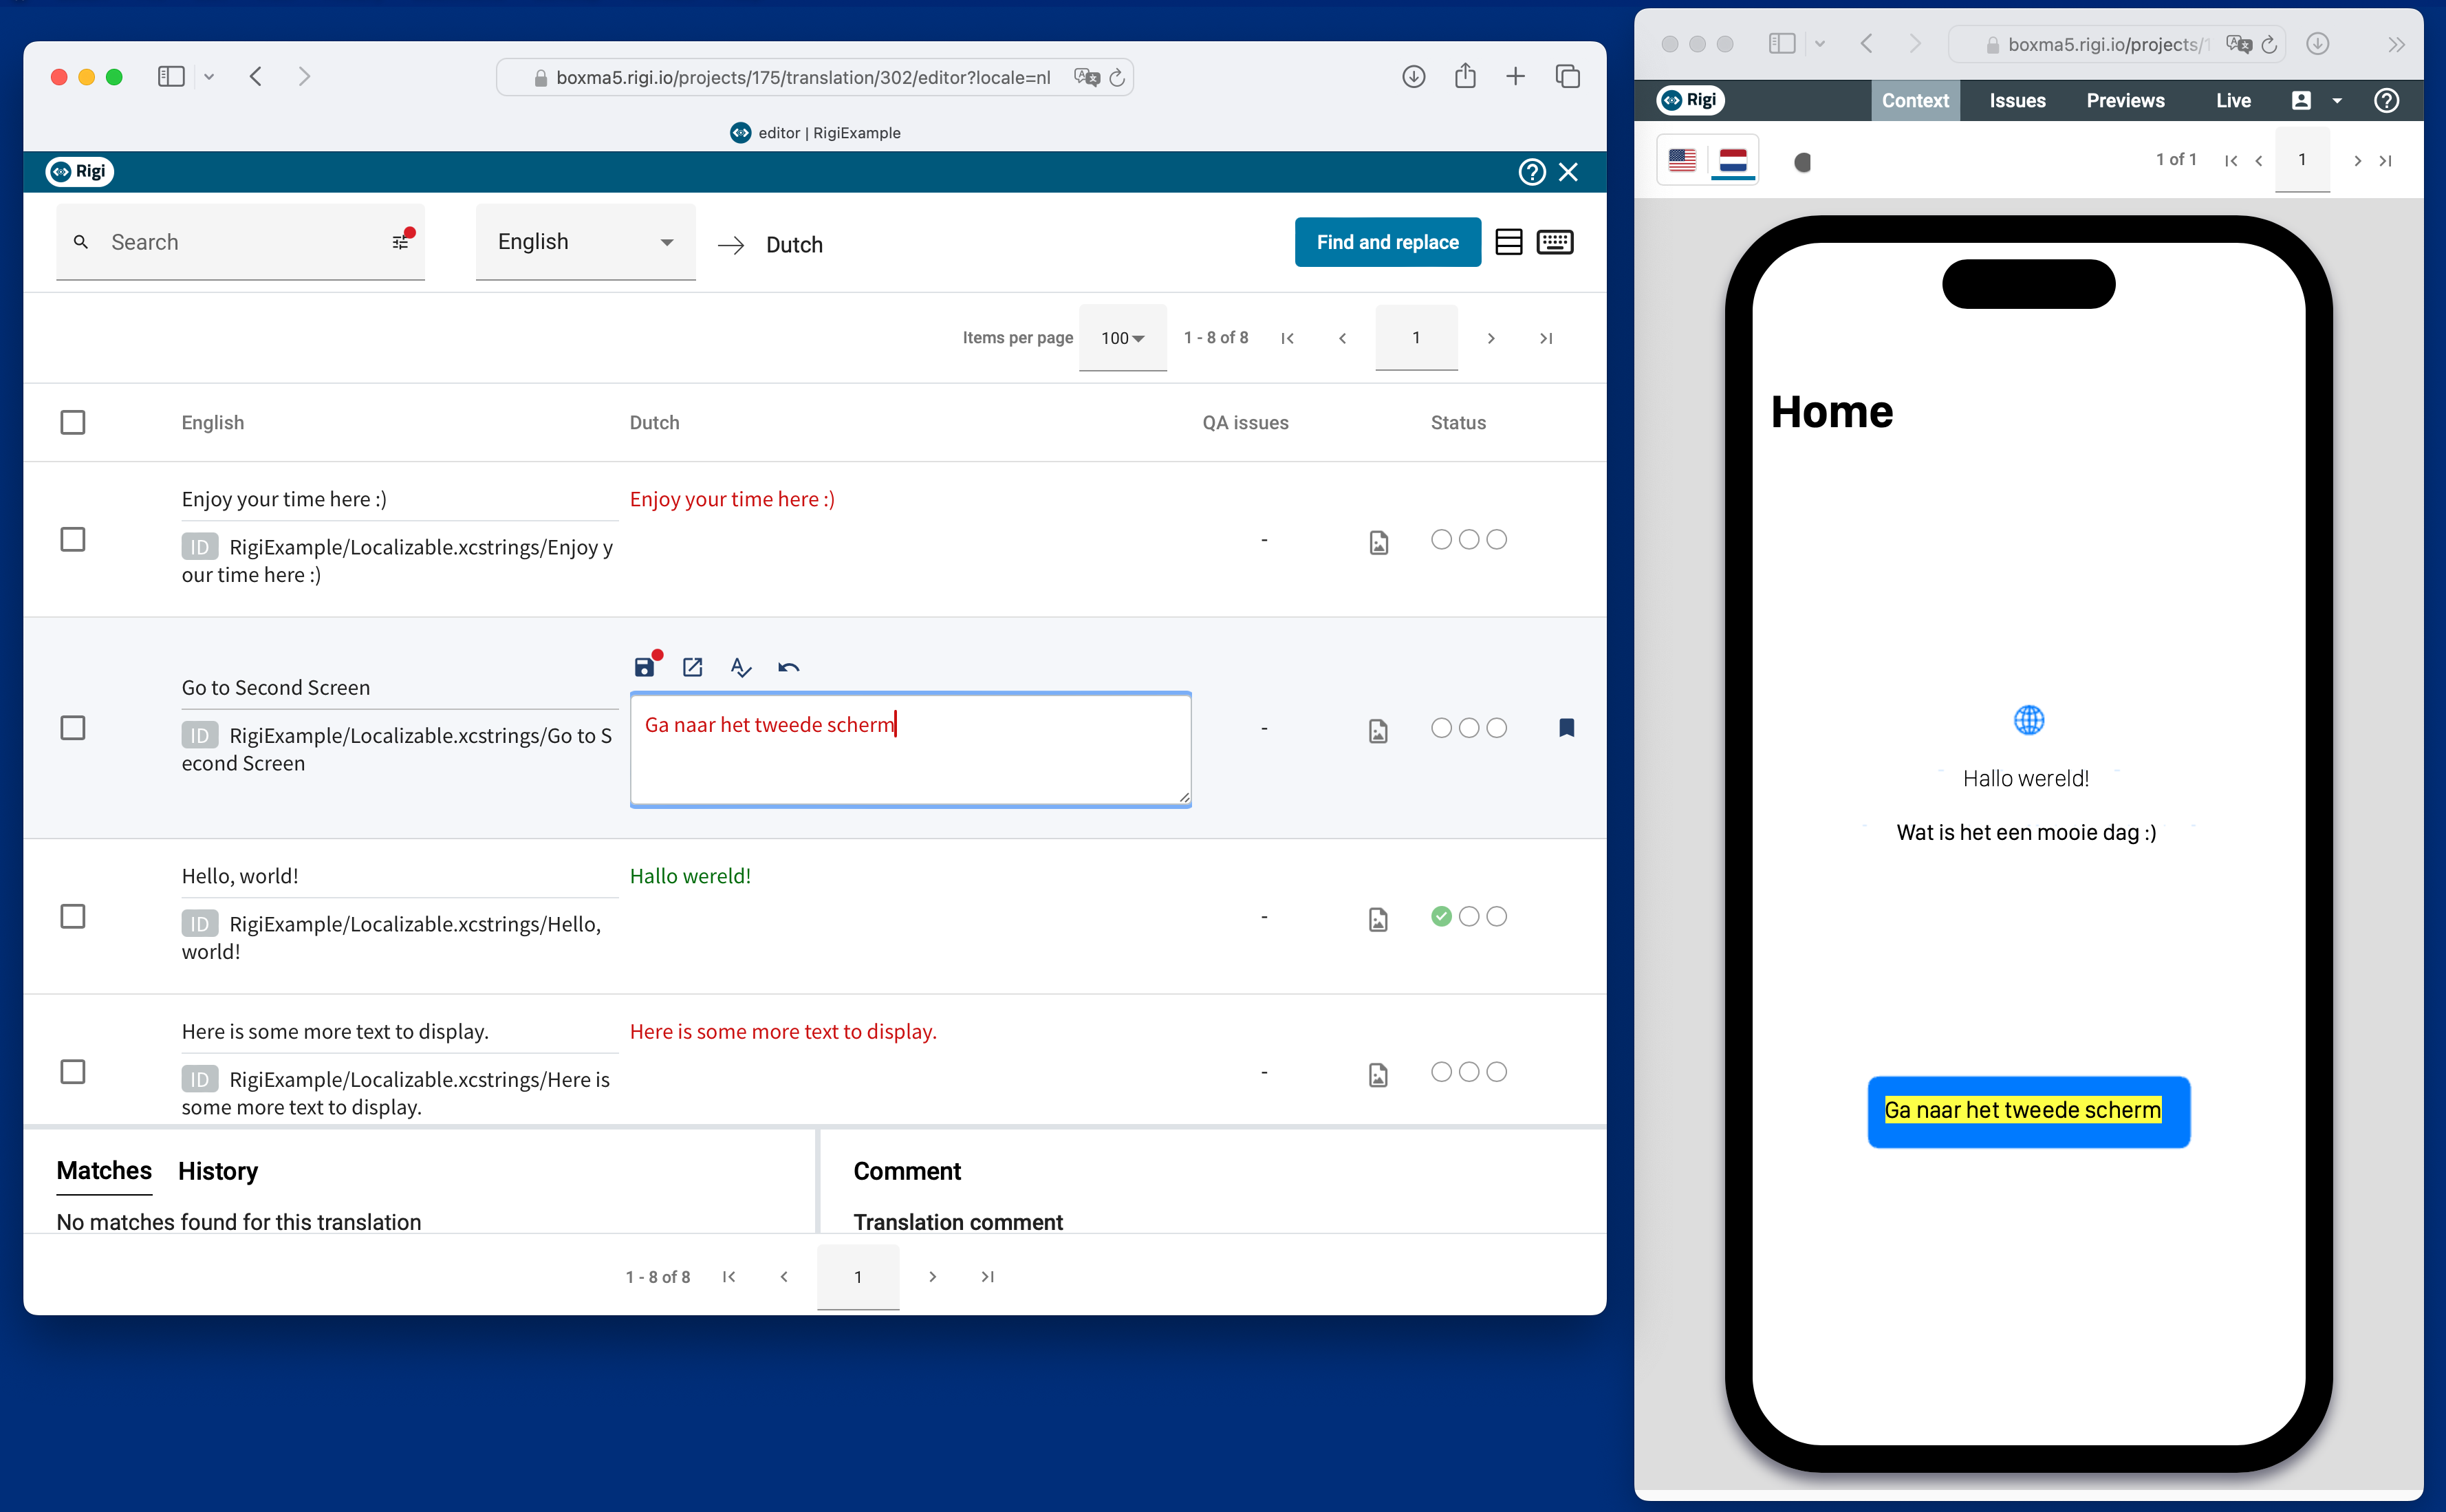 boxma5.rigi.io/projects/175/translation/302/editor?locale=nl
editor | RigiExample
Rigi
Search
English
Dutch
Find and replace
Items per page
100
1 - 8 of 8
1
English
Dutch
QA issues
Status
Enjoy your time here :)
Enjoy your time here :)
-
ID RigiExample/Localizable.xcstrings/Enjoy y
our time here :)
Go to Second Screen
Ga naar het tweede scherm
-
ID RigiExample/Localizable.xcstrings/Go to S
econd Screen
Hello, world!
Hallo wereld!
-
ID RigiExample/Localizable.xcstrings/Hello,
world!
Here is some more text to display.
Here is some more text to display.
-
ID RigiExample/Localizable.xcstrings/Here is
some more text to display.
Matches
History
No matches found for this translation
Comment
Translation comment
1 - 8 of 8
1
boxma5.rigi.io/projects/1
Rigi
Context
Issues
Previews
Live
1 of 1
1
Home
Hallo wereld!
Wat is het een mooie dag :)
Ga naar het tweede scherm